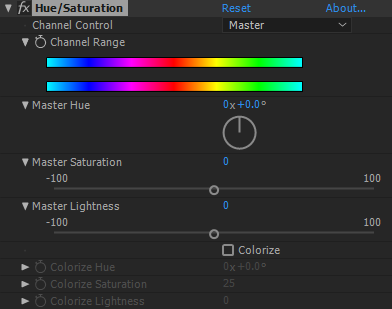 fx Hue/Saturation Reset About...
Channel Control Master
Channel Range
Master Hue 0x+0.0°
Master Saturation 0
-100 100
Master Lightness 0
-100 100
Colorize
Colorize Hue 0x+0.0°
Colorize Saturation 25
Colorize Lightness 0